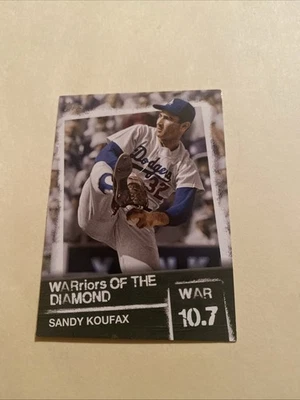 Dodgers
32
WARriors OF THE
DIAMOND
WAR
SANDY KOUFAX
10.7